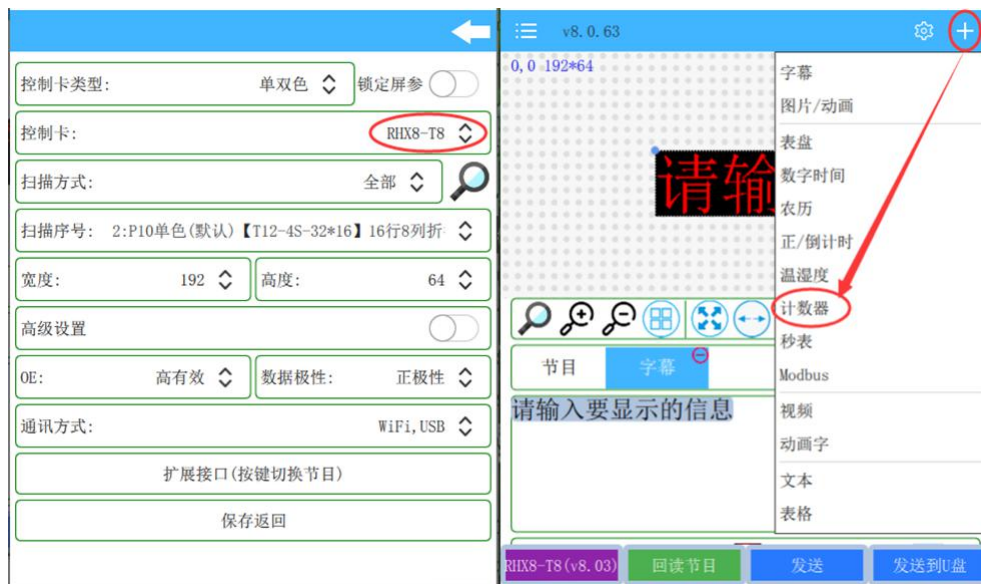 控制卡类型: 单双色 锁定屏参
控制卡: RHX8-T8
扫描方式: 全部
扫描序号: 2:P10单色(默认)【T12-4S-32*16】16行8列折
宽度: 192 高度: 64
高级设置
OE: 高有效 数据极性: 正极性
通讯方式: WiFi,USB
扩展接口(按键切换节目)
保存返回
v8.0.63
0,0 192*64
请输
节目 字幕
请输入要显示的信息
字幕
图片/动画
表盘
数字时间
农历
正/倒计时
温湿度
计数器
秒表
Modbus
视频
动画字
文本
表格
RHX8-T8(v8.03) 回读节目 发送 发送到U盘